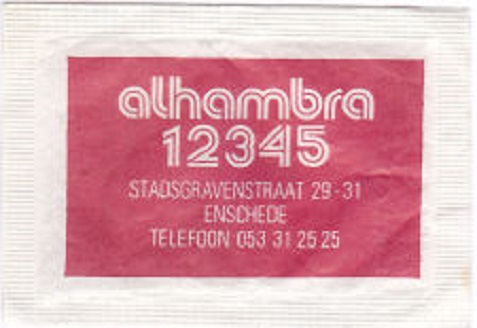 alhambra
12345
STADSGRAVENSTRAAT 29-31
ENSCHEDE
TELEFOON 053 31 25 25